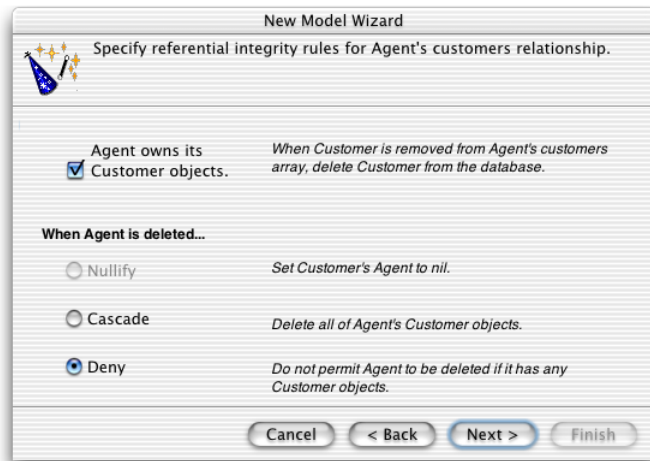 New Model Wizard
Specify referential integrity rules for Agent's customers relationship.
Agent owns its
Customer objects.
When Customer is removed from Agent's customers
array, delete Customer from the database.
When Agent is deleted...
Nullify
Set Customer's Agent to nil.
Cascade
Delete all of Agent's Customer objects.
Deny
Do not permit Agent to be deleted if it has any
Customer objects.
Cancel
< Back
Next >
Finish